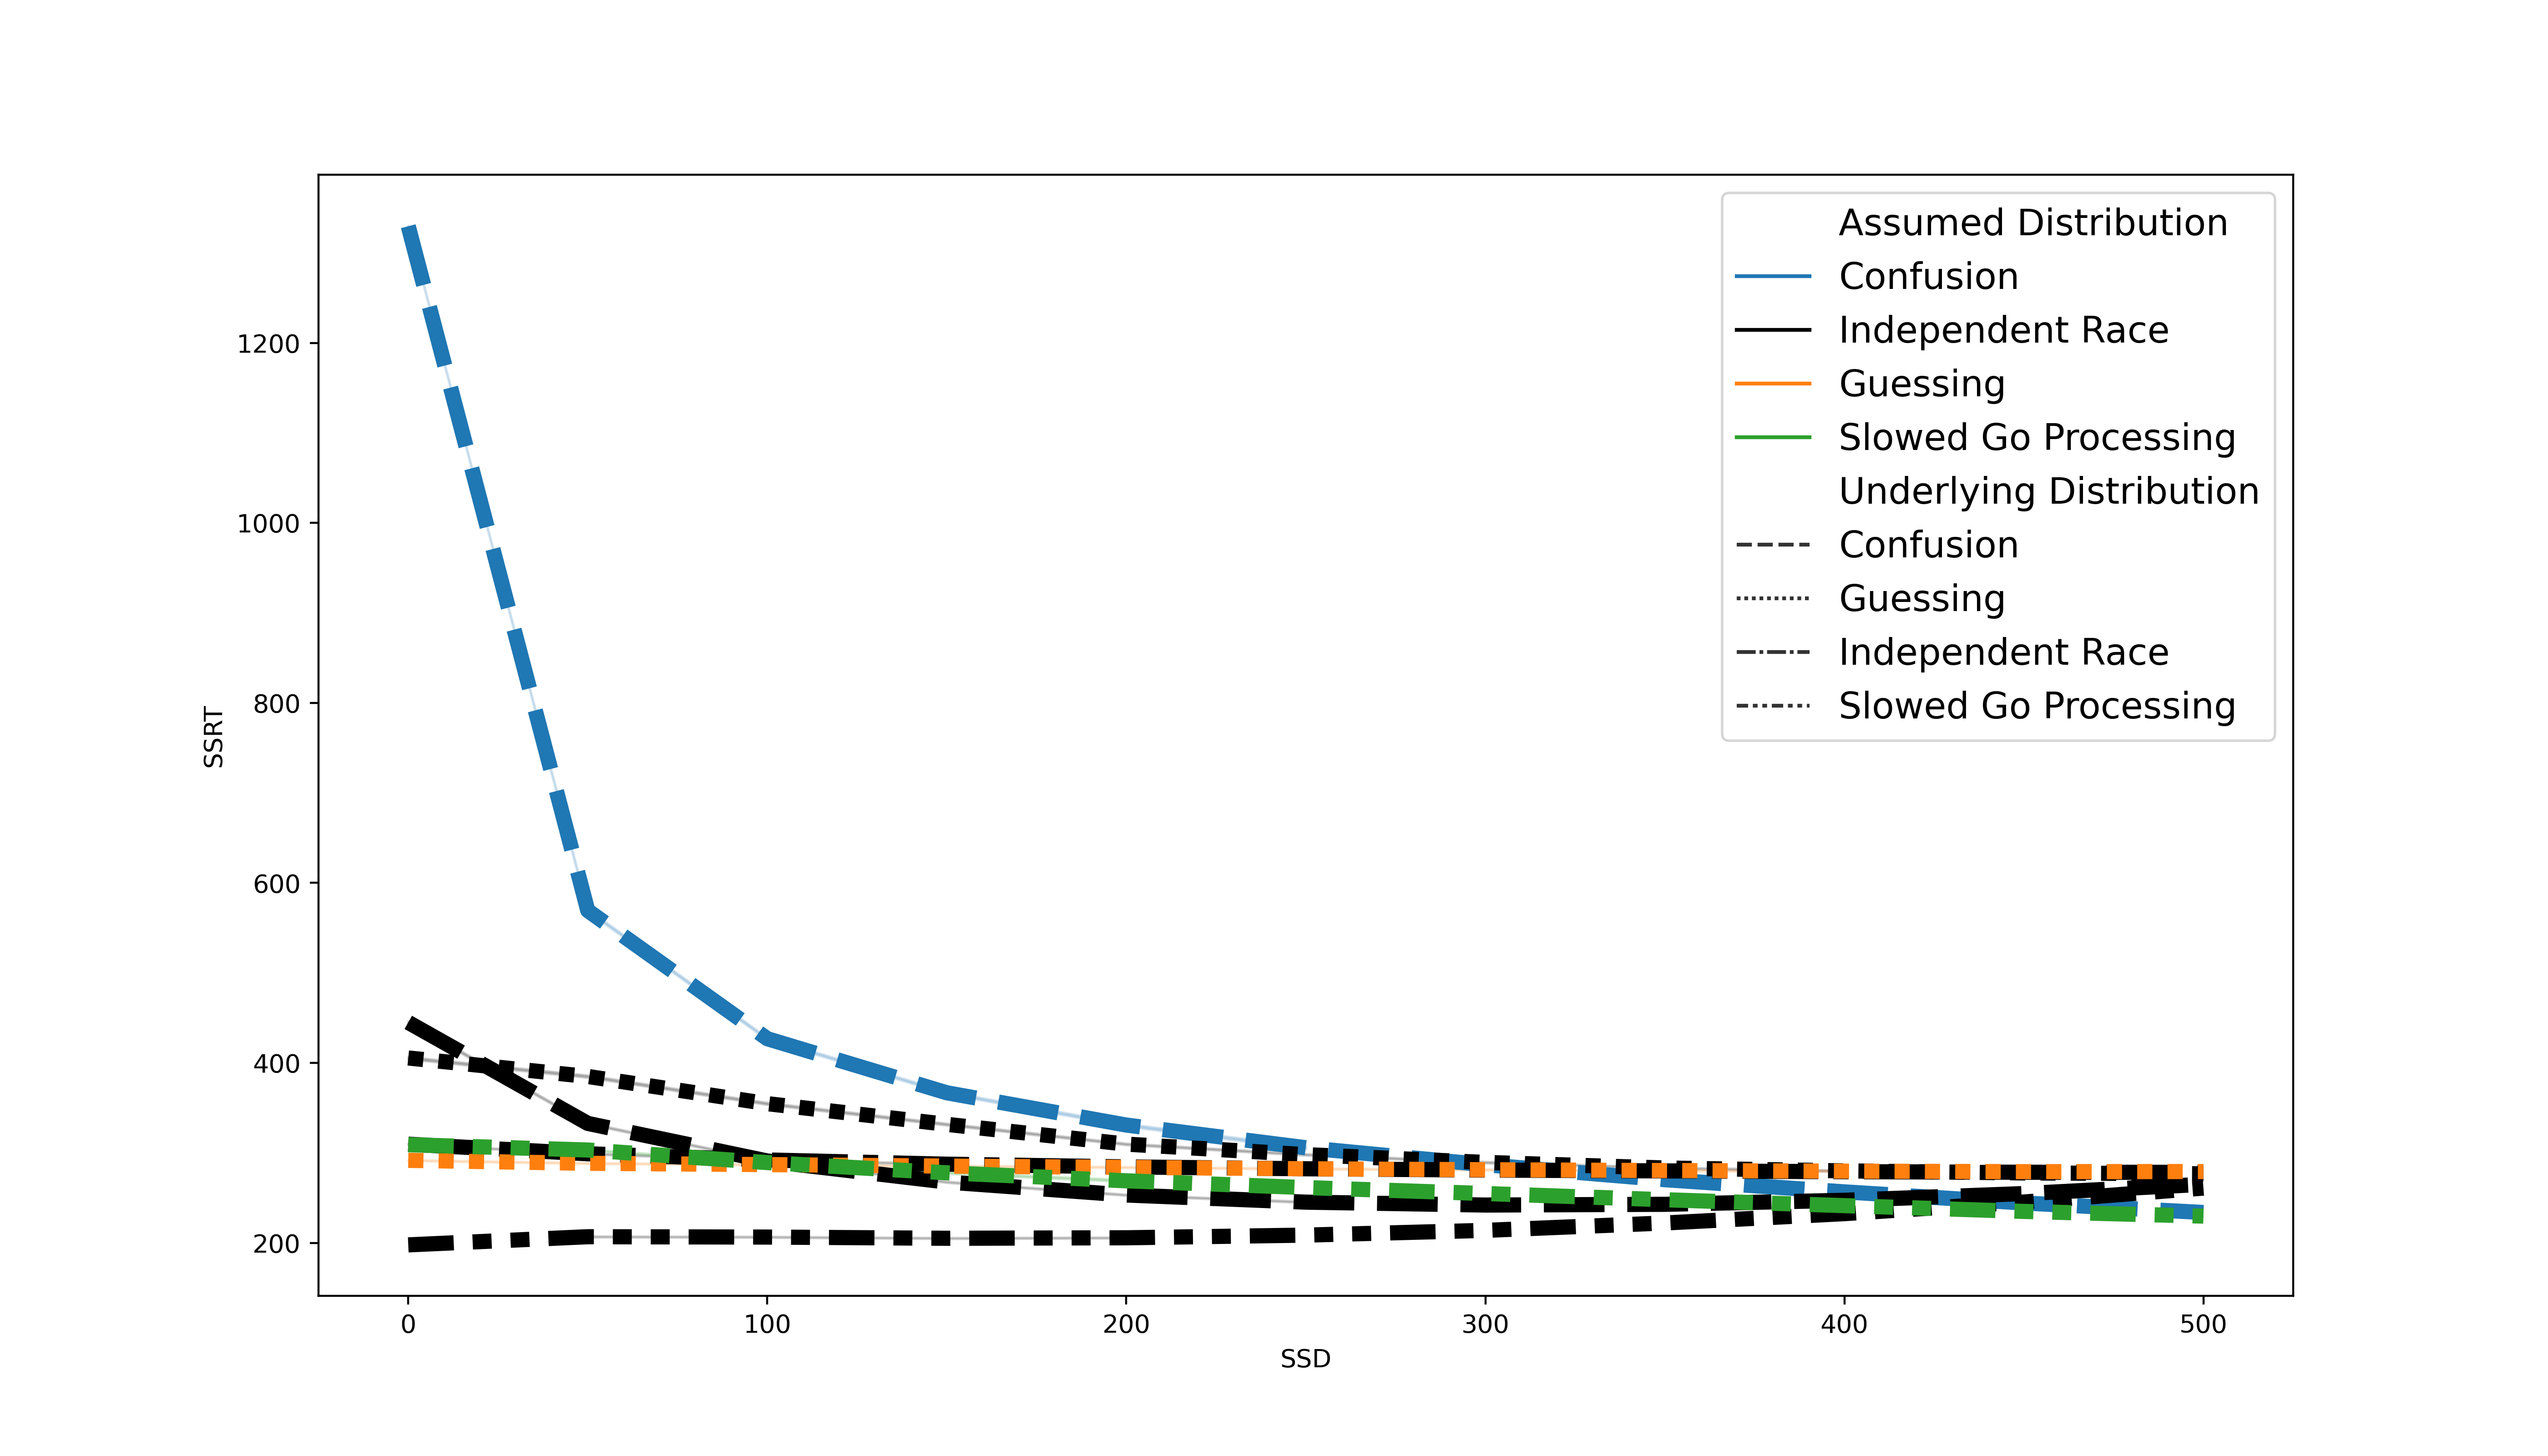 Assumed Distribution
Confusion
Independent Race
Guessing
Slowed Go Processing
Underlying Distribution
Confusion
Guessing
Independent Race
Slowed Go Processing
1200
1000
800
600
400
200
SSRT
0 100 200 300 400 500
SSD